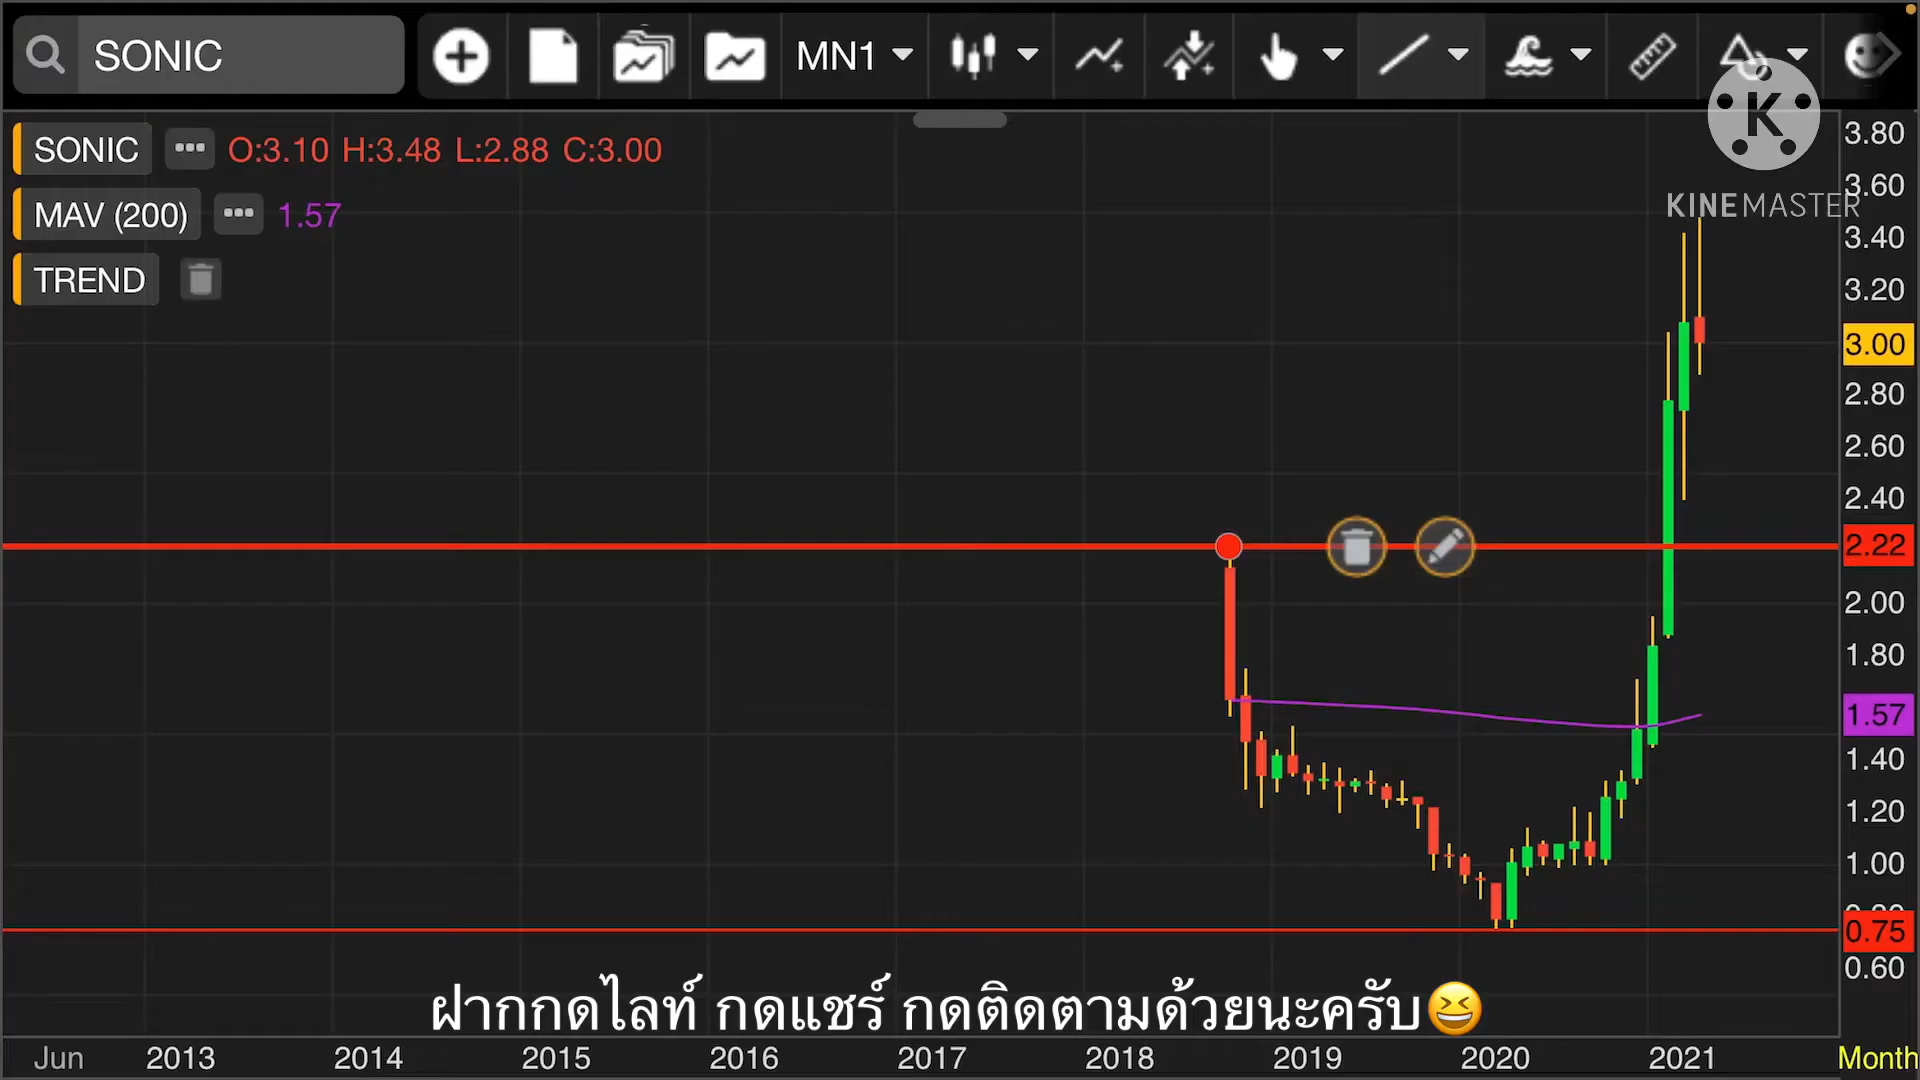 SONIC MN1
SONIC O:3.10 H:3.48 L:2.88 C:3.00
MAV (200) 1.57
TREND
K
KINEMASTER
3.80
3.60
3.40
3.20
3.00
2.80
2.60
2.40
2.22
2.00
1.80
1.57
1.40
1.20
1.00
0.75
0.60
ฝากกดไลท์ กดแชร์ กดติดตามด้วยนะครับ😆
Jun 2013 2014 2015 2016 2017 2018 2019 2020 2021 Month